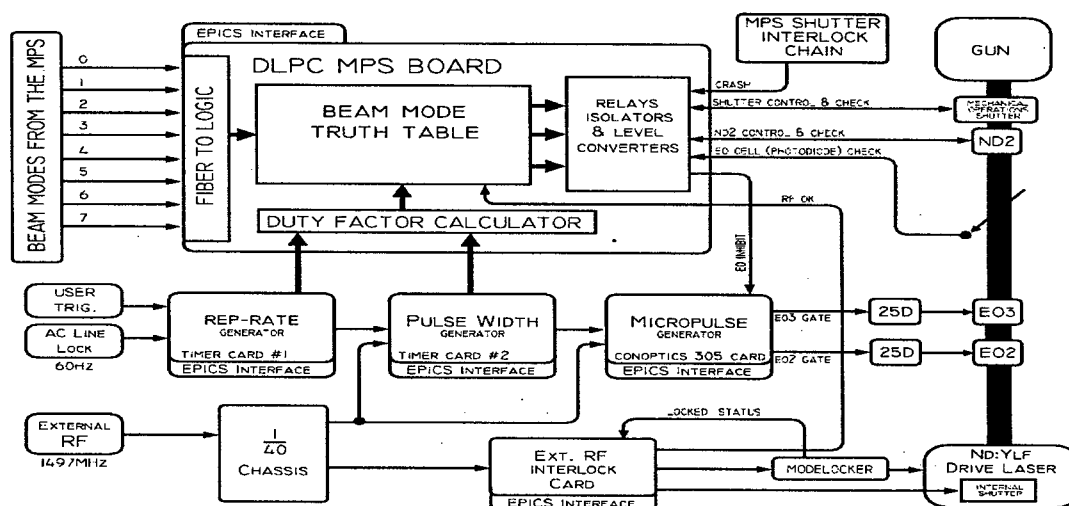 EPICS INTERFACE
MPS SHUTTER
INTERLOCK
CHAIN
GUN
BEAM MODES FROM THE MPS
0
1
2
3
4
5
6
7
FIBER TO LOGIC
DLPC MPS BOARD
BEAM MODE
TRUTH TABLE
RELAYS
ISOLATORS
& LEVEL
CONVERTERS
CRASH
SHUTTER CONTROL & CHECK
MECHANICAL
OPERATIONS
SHUTTER
ND2 CONTROL & CHECK
ND2
EO CELL (PHOTODIODE) CHECK
RF OK
DUTY FACTOR CALCULATOR
EO INHIBIT
USER
TRIG.
AC LINE
LOCK
60HZ
REP-RATE
GENERATOR
TIMER CARD #1
EPICS INTERFACE
PULSE WIDTH
GENERATOR
TIMER CARD #2
EPICS INTERFACE
MICROPULSE
GENERATOR
CONOPTICS 305 CARD
EPICS INTERFACE
EO3 GATE
25D
EO3
EO2 GATE
25D
EO2
EXTERNAL
RF
1497MHZ
1
40
CHASSIS
LOCKED STATUS
EXT. RF
INTERLOCK
CARD
EPICS INTERFACE
MODELOCKER
ND:YLF
DRIVE LASER
INTERNAL
SHUTTER